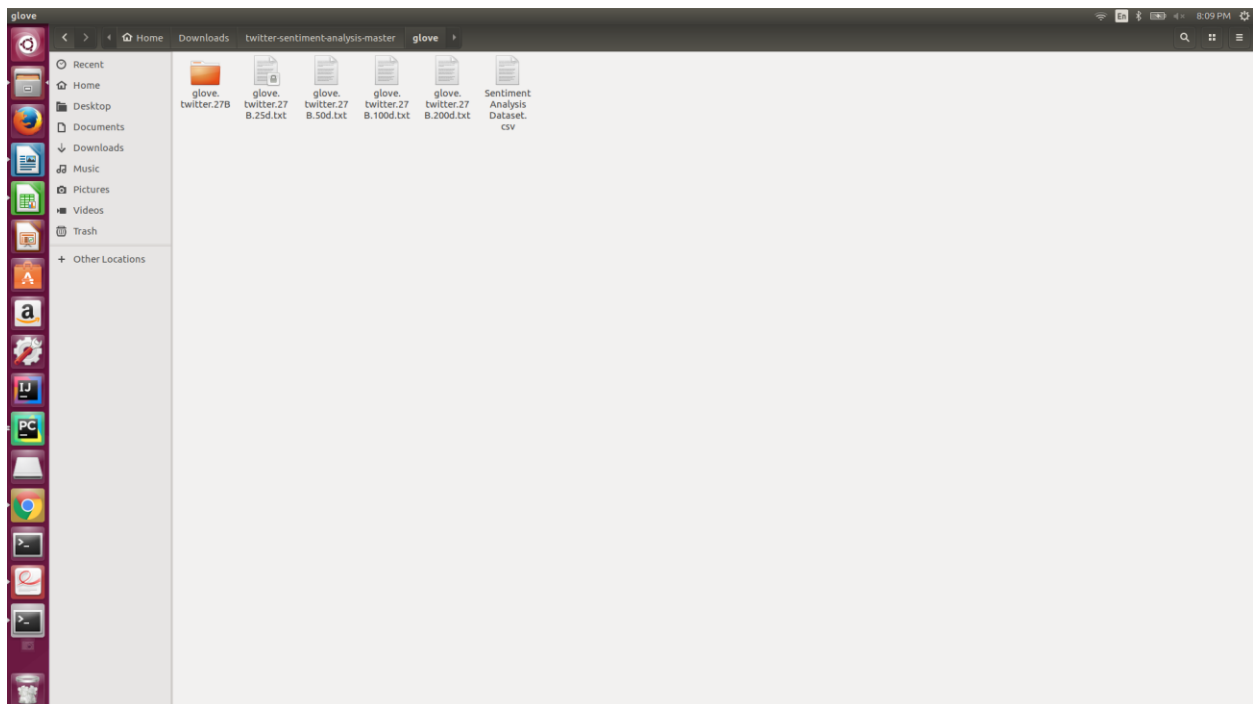 glove
En
8:09 PM
Home
Downloads
twitter-sentiment-analysis-master
glove
Recent
Home
Desktop
Documents
Downloads
Music
Pictures
Videos
Trash
+ Other Locations
glove.
twitter.27B
glove.
twitter.27
B.25d.txt
glove.
twitter.27
B.50d.txt
glove.
twitter.27
B.100d.txt
glove.
twitter.27
B.200d.txt
Sentiment
Analysis
Dataset.
csv
a
IJ
PC
>_
>_